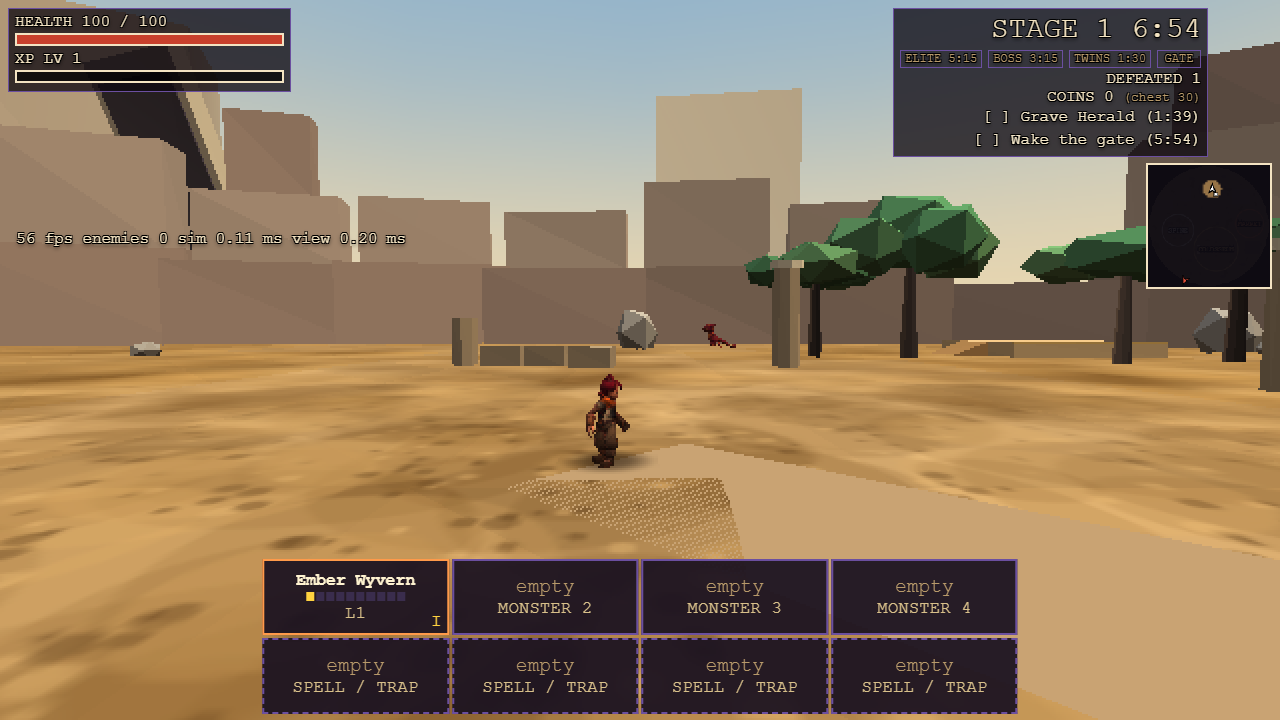 HEALTH 100 / 100
XP LV 1
STAGE 1 6:54
ELITE 5:15 BOSS 3:15 TWINS 1:30 GATE
DEFEATED 1
COINS 0 (chest 30)
[ ] Grave Herald (1:39)
[ ] Wake the gate (5:54)
56 fps enemies 0 sim 0.11 ms view 0.20 ms
Ember Wyvern
L1
I
empty
MONSTER 2
empty
MONSTER 3
empty
MONSTER 4
empty
SPELL / TRAP
empty
SPELL / TRAP
empty
SPELL / TRAP
empty
SPELL / TRAP